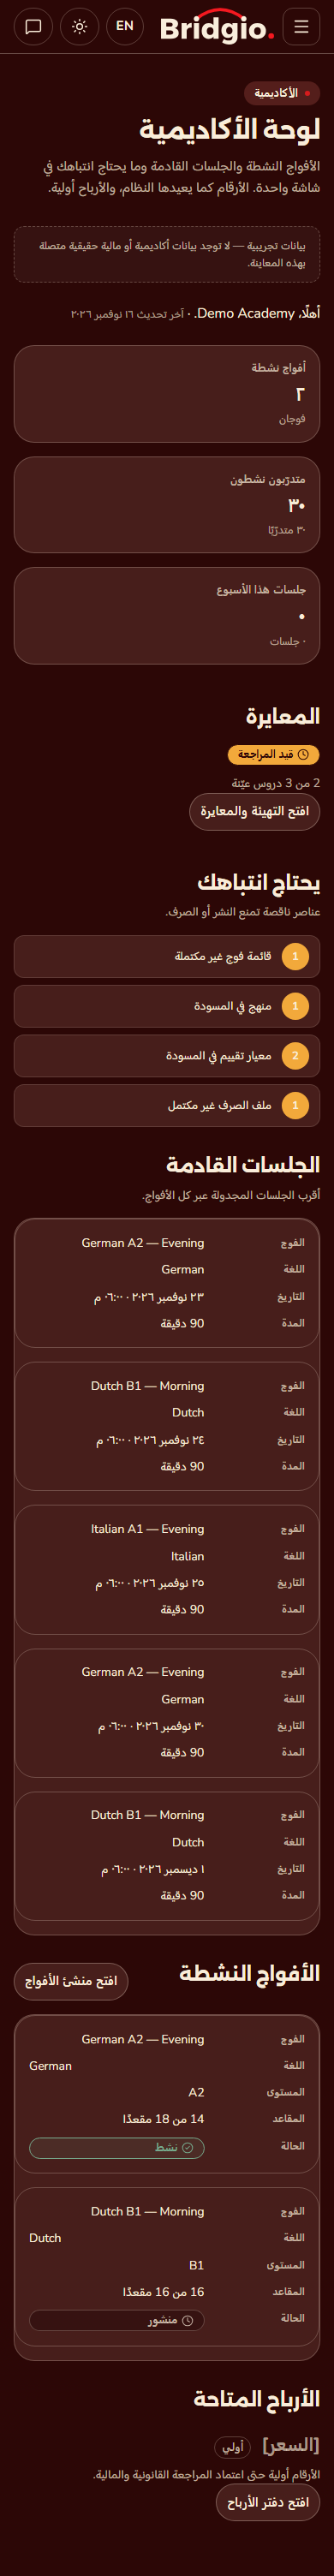 Bridgio.
EN
الأكاديمية
لوحة الأكاديمية
الأفواج النشطة والجلسات القادمة وما يحتاج انتباهك في
شاشة واحدة. الأرقام كما يعيدها النظام، والأرباح أولية.
بيانات تجريبية — لا توجد بيانات أكاديمية أو مالية حقيقية متصلة
بهذه المعاينة.
أهلًا، Demo Academy. · آخر تحديث ١٦ نوفمبر ٢٠٢٦
أفواج نشطة
٢
فوجان
متدرّبون نشطون
٣٠
٣٠ متدرّبًا
جلسات هذا الأسبوع
٠
٠ جلسات
المعايرة
قيد المراجعة
2 من 3 دروس عيّنة
افتح التهيئة والمعايرة
يحتاج انتباهك
عناصر ناقصة تمنع النشر أو الصرف.
1 قائمة فوج غير مكتملة
1 منهج في المسودة
2 معيار تقييم في المسودة
1 ملف الصرف غير مكتمل
الجلسات القادمة
أقرب الجلسات المجدولة عبر كل الأفواج.
الفوج German A2 — Evening
اللغة German
التاريخ ٢٣ نوفمبر ٢٠٢٦ · ٠٦:٠٠ م
المدة 90 دقيقة
الفوج Dutch B1 — Morning
اللغة Dutch
التاريخ ٢٤ نوفمبر ٢٠٢٦ · ٠٦:٠٠ م
المدة 90 دقيقة
الفوج Italian A1 — Evening
اللغة Italian
التاريخ ٢٥ نوفمبر ٢٠٢٦ · ٠٦:٠٠ م
المدة 90 دقيقة
الفوج German A2 — Evening
اللغة German
التاريخ ٣٠ نوفمبر ٢٠٢٦ · ٠٦:٠٠ م
المدة 90 دقيقة
الفوج Dutch B1 — Morning
اللغة Dutch
التاريخ ١ ديسمبر ٢٠٢٦ · ٠٦:٠٠ م
المدة 90 دقيقة
الأفواج النشطة
افتح منشئ الأفواج
الفوج German A2 — Evening
اللغة German
المستوى A2
المقاعد 14 من 18 مقعدًا
الحالة نشط
الفوج Dutch B1 — Morning
اللغة Dutch
المستوى B1
المقاعد 16 من 16 مقعدًا
الحالة منشور
الأرباح المتاحة
[السعر] أولي
الأرقام أولية حتى اعتماد المراجعة القانونية والمالية.
افتح دفتر الأرباح